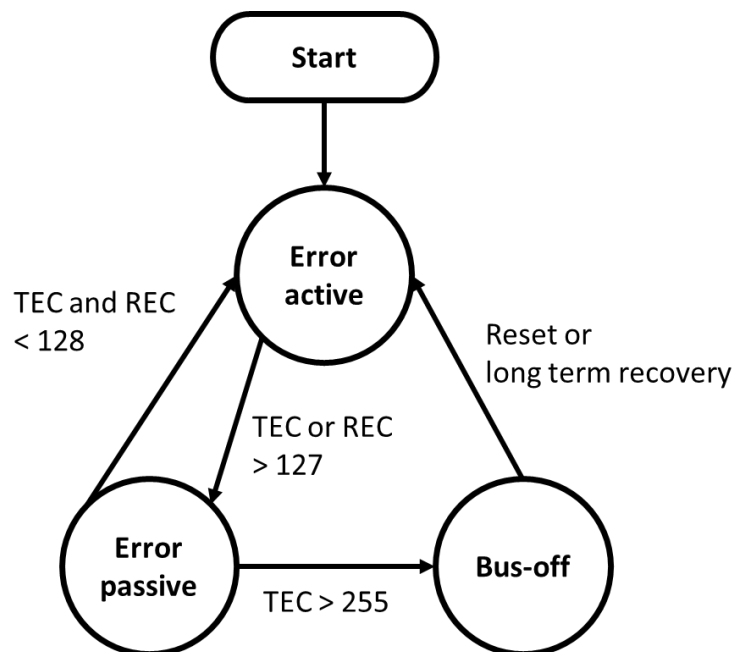 Start
Error
active
TEC and REC
< 128
Reset or
long term recovery
TEC or REC
> 127
Error
passive
Bus-off
TEC > 255